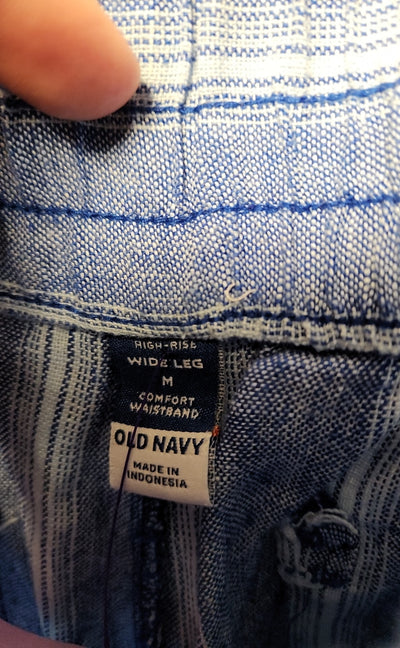 HIGH-RISE
WIDE LEG
M
COMFORT
WAISTBAND
OLD NAVY
MADE IN
INDONESIA